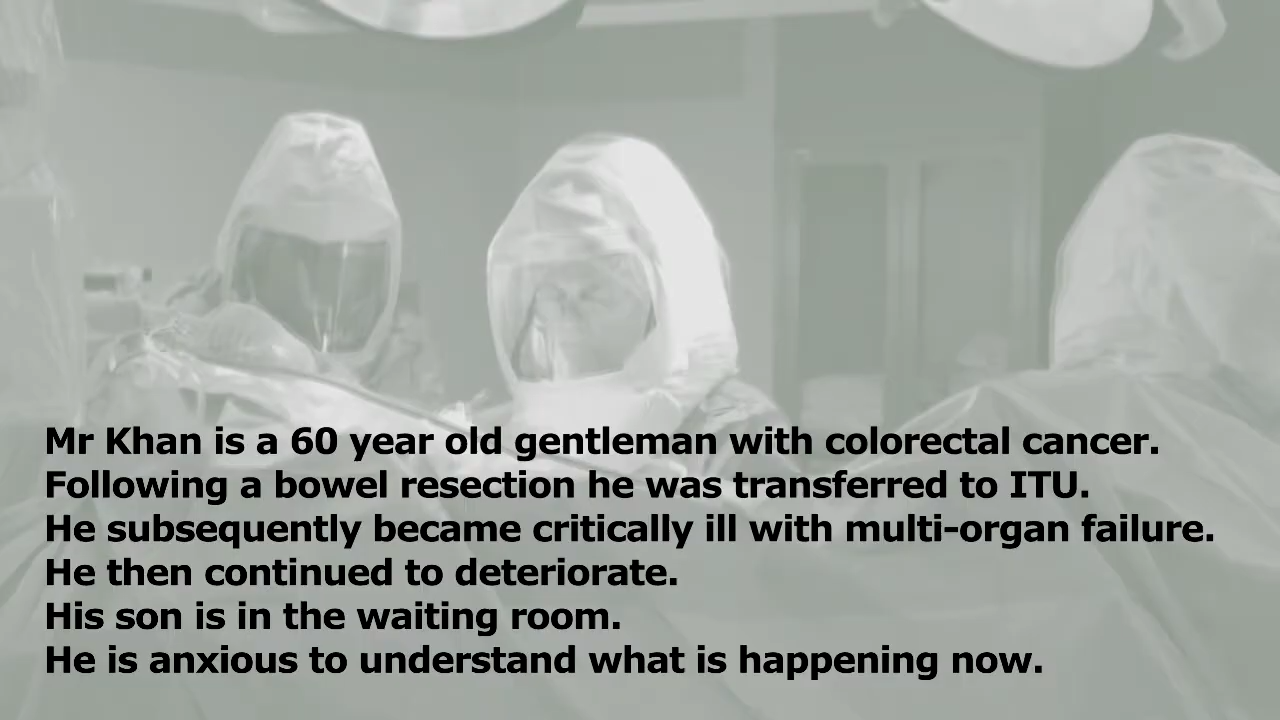 Mr Khan is a 60 year old gentleman with colorectal cancer.
Following a bowel resection he was transferred to ITU.
He subsequently became critically ill with multi-organ failure.
He then continued to deteriorate.
His son is in the waiting room.
He is anxious to understand what is happening now.